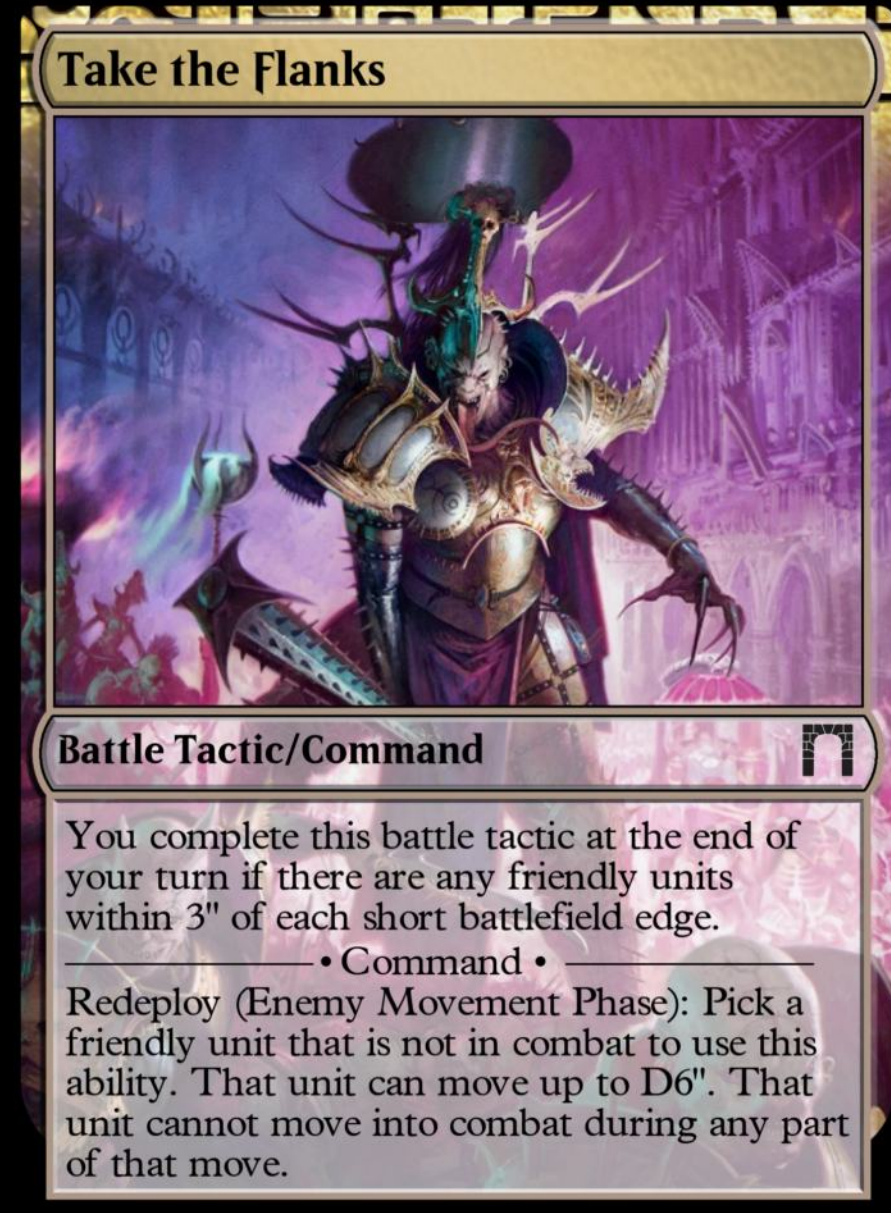 Take the Flanks
Battle Tactic/Command
You complete this battle tactic at the end of
your turn if there are any friendly units
within 3" of each short battlefield edge.
• Command •
Redeploy (Enemy Movement Phase): Pick a
friendly unit that is not in combat to use this
ability. That unit can move up to D6". That
unit cannot move into combat during any part
of that move.